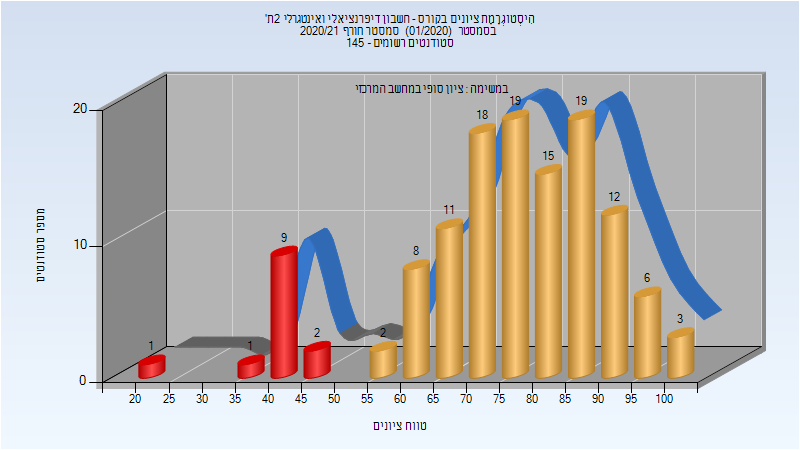 היסטוגרמת ציונים בקורס - חשבון דיפרנציאלי ואינטגרלי 2ת'
בסמסטר (01/2020) סמסטר חורף 2020/21
סטודנטים רשומים - 145
במשימה : ציון סופי במחשב המרכזי
20
10
0
מספר סטודנטים
1
1
9
2
2
8
11
18
19
15
19
12
6
3
20 25 30 35 40 45 50 55 60 65 70 75 80 85 90 95 100
טווח ציונים